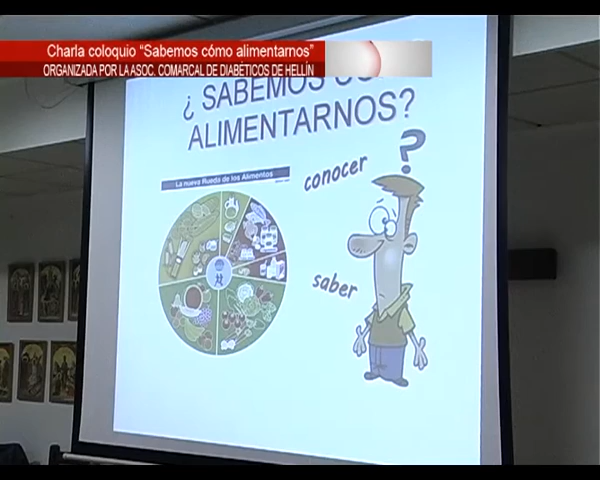 Charla coloquio “Sabemos cómo alimentarnos”
ORGANIZADA POR LA ASOC. COMARCAL DE DIABÉTICOS DE HELLÍN
¿ SABEMOS
ALIMENTARNOS?
La nueva Rueda de los Alimentos
conocer
saber